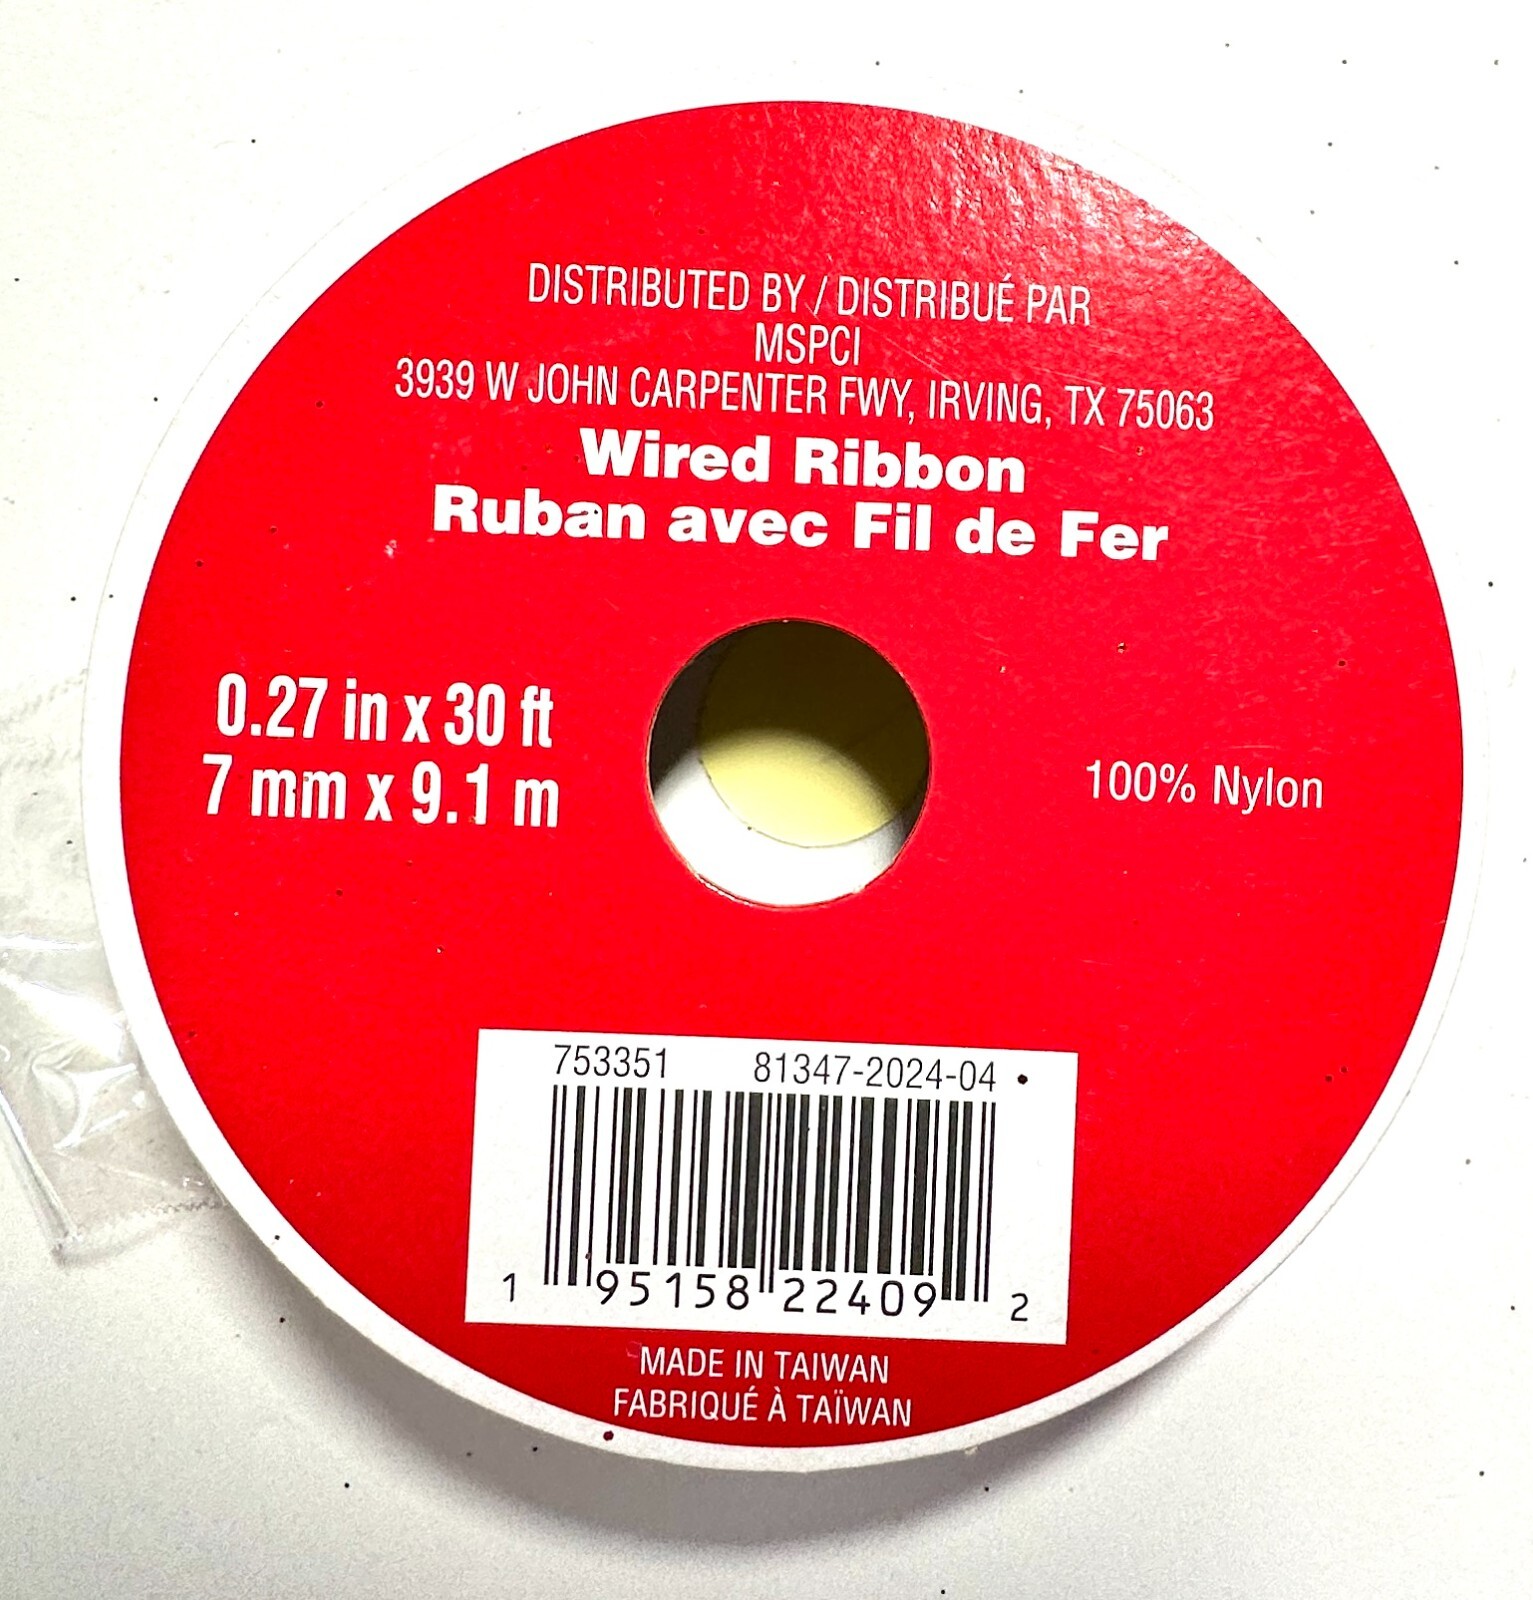 DISTRIBUTED BY / DISTRIBUÉ PAR
MSPCI
3939 W JOHN CARPENTER FWY, IRVING, TX 75063
Wired Ribbon
Ruban avec Fil de Fer
0.27 in x 30 ft
7 mm x 9.1 m
100% Nylon
753351 81347-2024-04
1 95158 22409 2
MADE IN TAIWAN
FABRIQUÉ À TAÏWAN